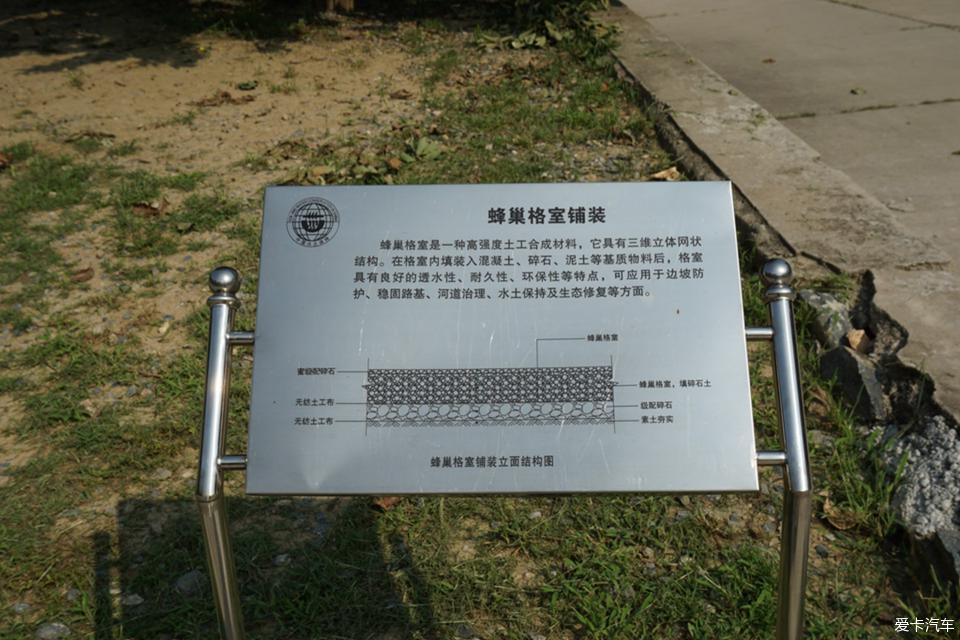 蜂巢格室铺装
蜂巢格室是一种高强度土工合成材料，它具有三维立体网状
结构。在格室内填装入混凝土、碎石、泥土等基质物料后，格室
具有良好的透水性、耐久性、环保性等特点，可应用于边坡防
护、稳固路基、河道治理、水土保持及生态修复等方面。
蜂巢格室
蜜级配碎石
蜂巢格室，填碎石土
无纺土工布
级配碎石
无纺土工布
素土夯实
蜂巢格室铺装立面结构图
爱卡汽车